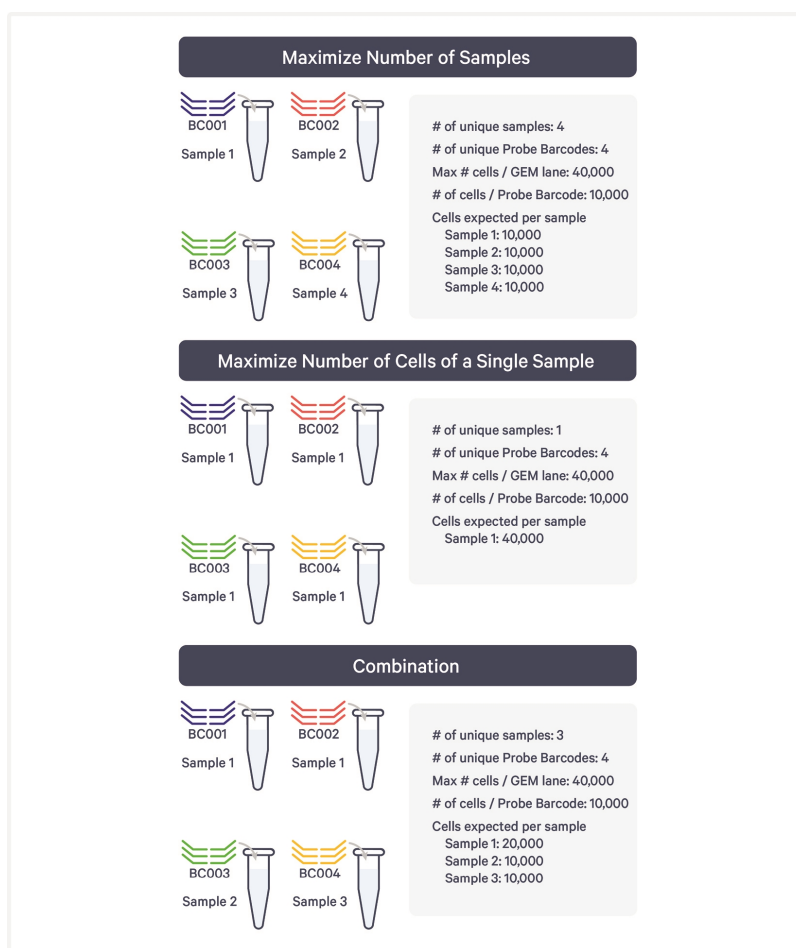 Maximize Number of Samples
BC001
BC002
Sample 1
Sample 2
BC003
BC004
Sample 3
Sample 4
# of unique samples: 4
# of unique Probe Barcodes: 4
Max # cells / GEM lane: 40,000
# of cells / Probe Barcode: 10,000
Cells expected per sample
Sample 1: 10,000
Sample 2: 10,000
Sample 3: 10,000
Sample 4: 10,000
Maximize Number of Cells of a Single Sample
BC001
BC002
Sample 1
Sample 1
BC003
BC004
Sample 1
Sample 1
# of unique samples: 1
# of unique Probe Barcodes: 4
Max # cells / GEM lane: 40,000
# of cells / Probe Barcode: 10,000
Cells expected per sample
Sample 1: 40,000
Combination
BC001
BC002
Sample 1
Sample 1
BC003
BC004
Sample 2
Sample 3
# of unique samples: 3
# of unique Probe Barcodes: 4
Max # cells / GEM lane: 40,000
# of cells / Probe Barcode: 10,000
Cells expected per sample
Sample 1: 20,000
Sample 2: 10,000
Sample 3: 10,000